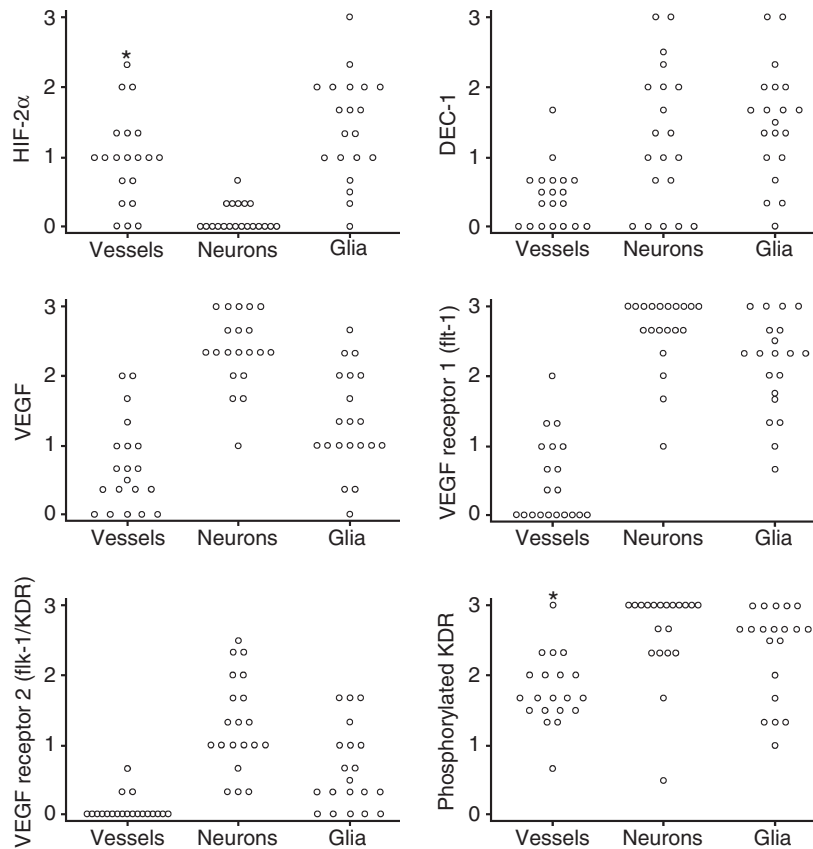 HIF-2α
3
2
1
0
*
Vessels Neurons Glia
DEC-1
3
2
1
0
Vessels Neurons Glia
VEGF
3
2
1
0
Vessels Neurons Glia
VEGF receptor 1 (flt-1)
3
2
1
0
Vessels Neurons Glia
VEGF receptor 2 (flk-1/KDR)
3
2
1
0
Vessels Neurons Glia
Phosphorylated KDR
3
2
1
0
*
Vessels Neurons Glia